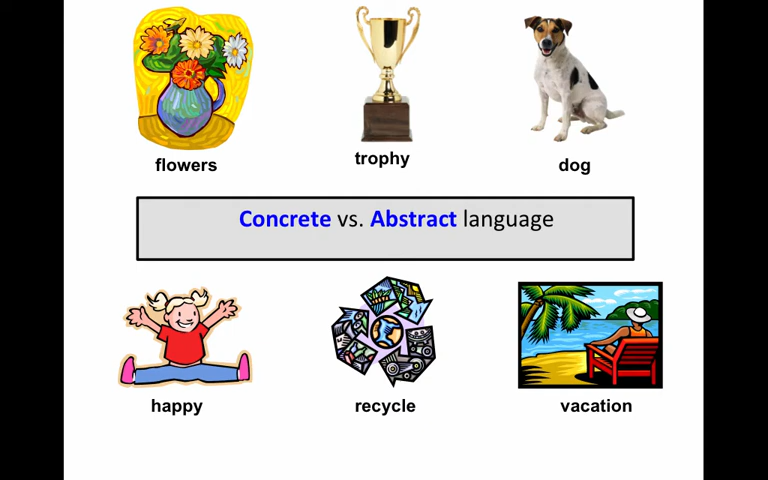 flowers
trophy
dog
Concrete vs. Abstract language
happy
recycle
vacation